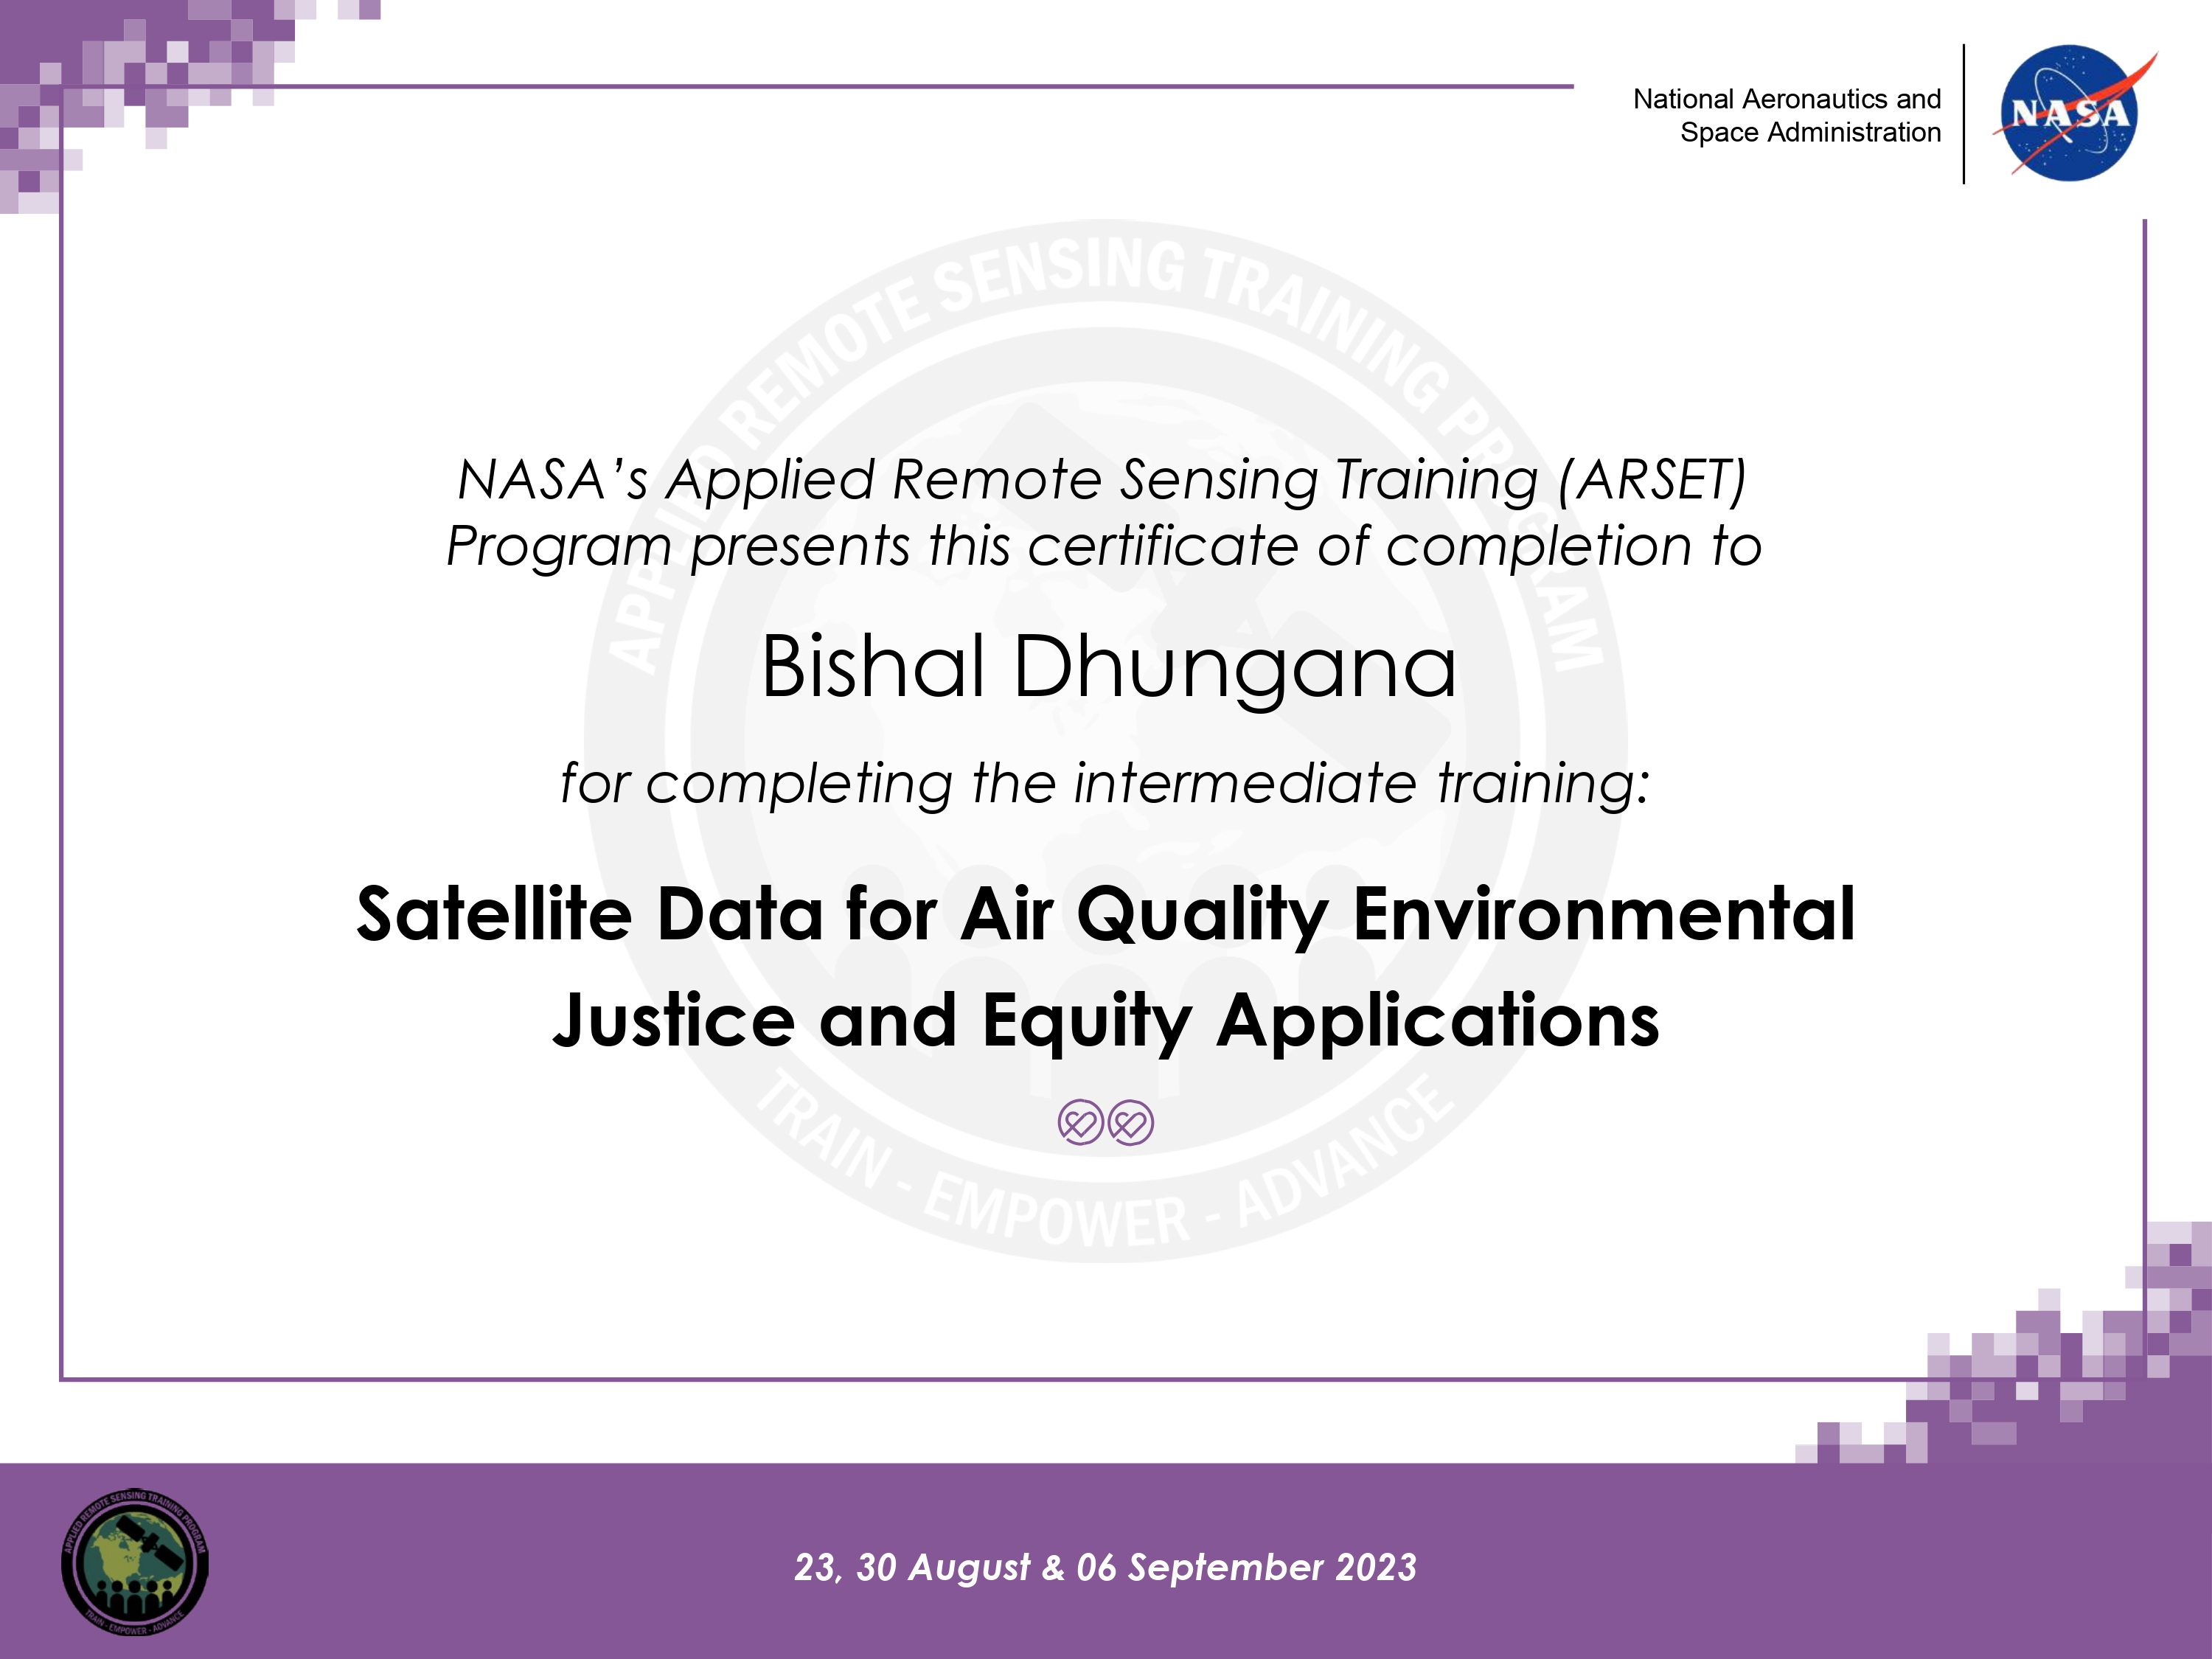 National Aeronautics and
Space Administration
NASA
APPLIED REMOTE SENSING TRAINING PROGRAM
NASA’s Applied Remote Sensing Training (ARSET)
Program presents this certificate of completion to
Bishal Dhungana
for completing the intermediate training:
Satellite Data for Air Quality Environmental
Justice and Equity Applications
TRAIN - EMPOWER - ADVANCE
APPLIED REMOTE SENSING TRAINING PROGRAM
TRAIN - EMPOWER - ADVANCE
23, 30 August & 06 September 2023